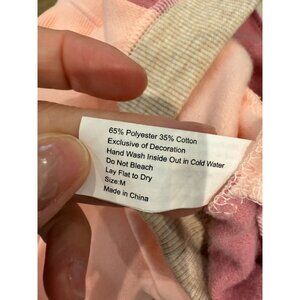 65% Polyester 35% Cotton
Exclusive of Decoration
Hand Wash Inside Out in Cold Water
Do Not Bleach
Lay Flat to Dry
Size:M
Made in China